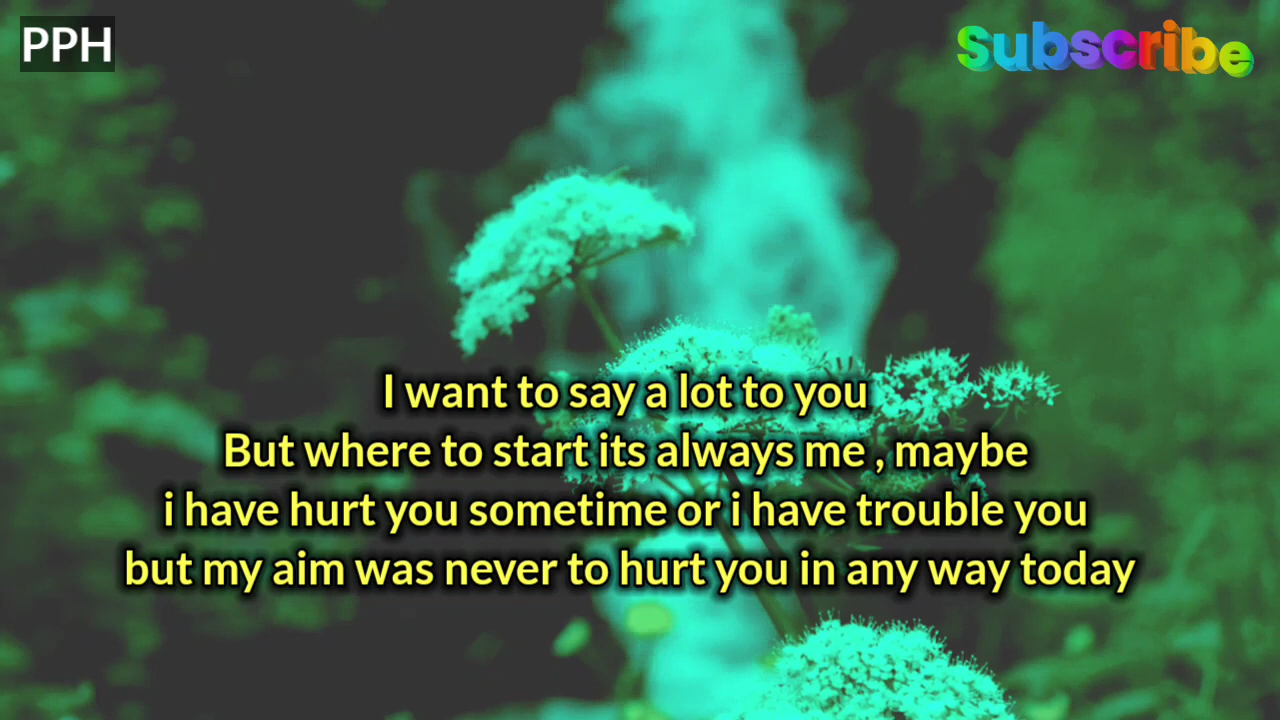 PPH
Subscribe
I want to say a lot to you
But where to start its always me , maybe
i have hurt you sometime or i have trouble you
but my aim was never to hurt you in any way today